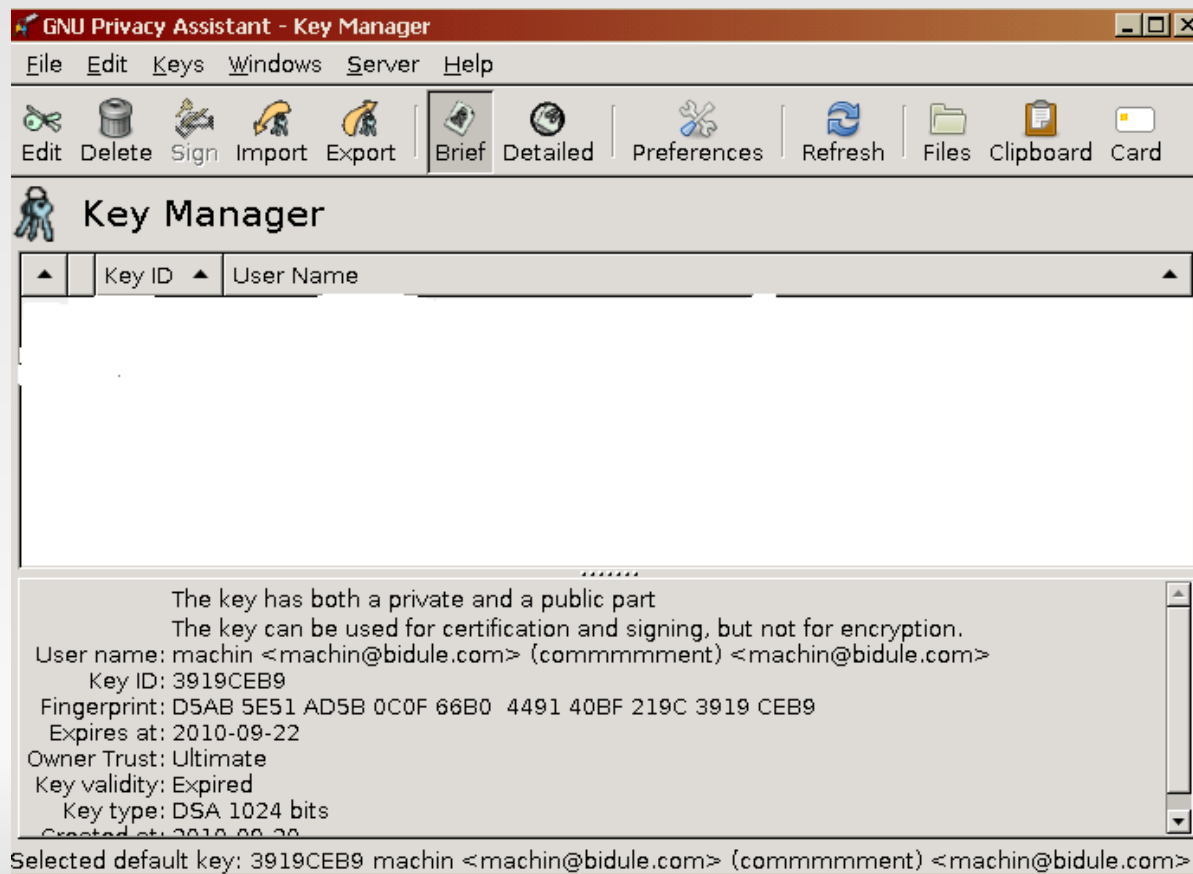 GNU Privacy Assistant - Key Manager
File Edit Keys Windows Server Help
Edit Delete Sign Import Export Brief Detailed Preferences Refresh Files Clipboard Card
Key Manager
Key ID User Name
The key has both a private and a public part
The key can be used for certification and signing, but not for encryption.
User name: machin <machin@bidule.com> (commmmment) <machin@bidule.com>
Key ID: 3919CEB9
Fingerprint: D5AB 5E51 AD5B 0C0F 66B0 4491 40BF 219C 3919 CEB9
Expires at: 2010-09-22
Owner Trust: Ultimate
Key validity: Expired
Key type: DSA 1024 bits
Created at: 2010-09-20
Selected default key: 3919CEB9 machin <machin@bidule.com> (commmmment) <machin@bidule.com>